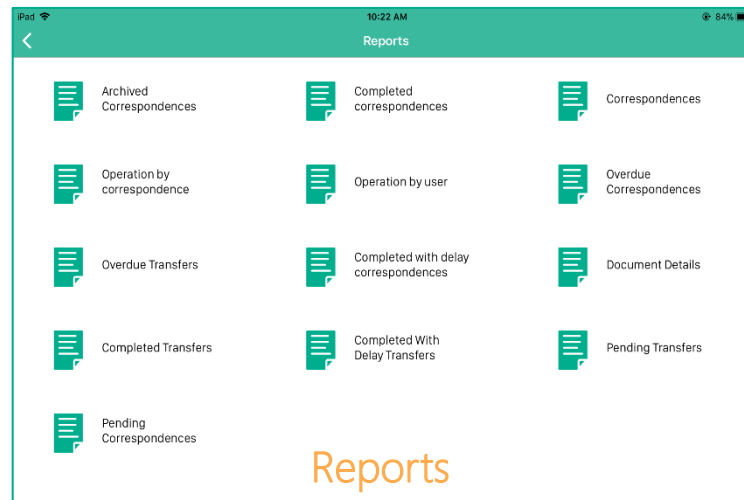 iPad 10:22 AM 84%
Reports
Archived
Correspondences
Completed
correspondences
Correspondences
Operation by
correspondence
Operation by user
Overdue
Correspondences
Overdue Transfers
Completed with delay
correspondences
Document Details
Completed Transfers
Completed With
Delay Transfers
Pending Transfers
Pending
Correspondences
Reports